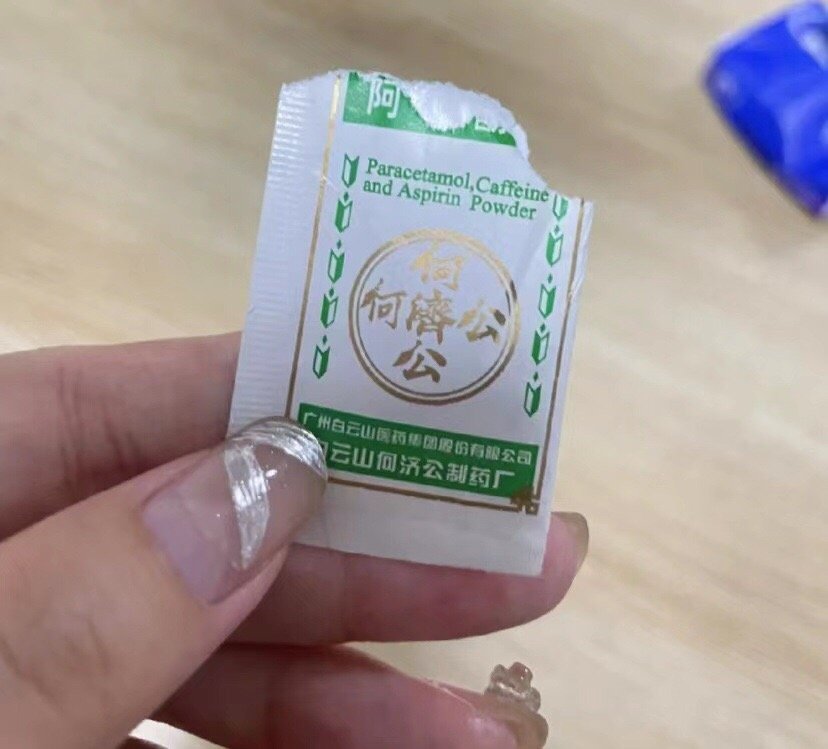 阿
Paracetamol,Caffeine
and Aspirin Powder
何
何濟公
公
广州白云山医药集团股份有限公司
白云山何济公制药厂